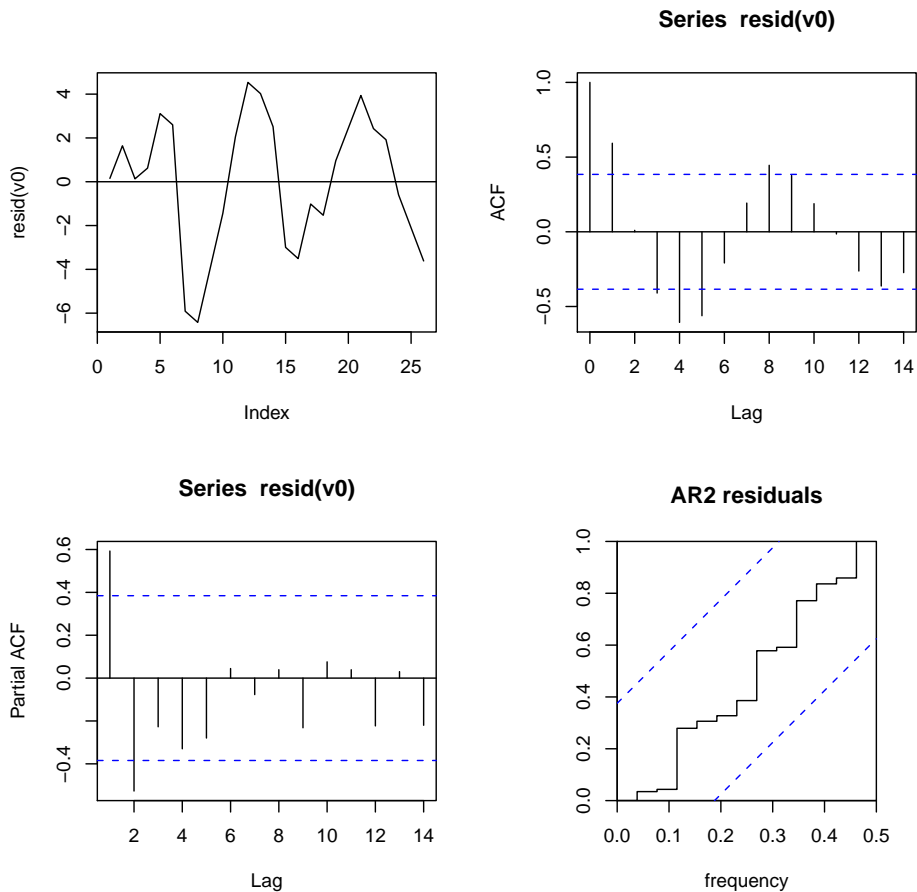 resid(v0)
4
2
0
−2
−4
−6
0 5 10 15 20 25
Index
Series resid(v0)
ACF
1.0
0.5
0.0
−0.5
0 2 4 6 8 10 12 14
Lag
Series resid(v0)
Partial ACF
0.6
0.4
0.2
0.0
−0.4
2 4 6 8 10 12 14
Lag
AR2 residuals
1.0
0.8
0.6
0.4
0.2
0.0
0.0 0.1 0.2 0.3 0.4 0.5
frequency